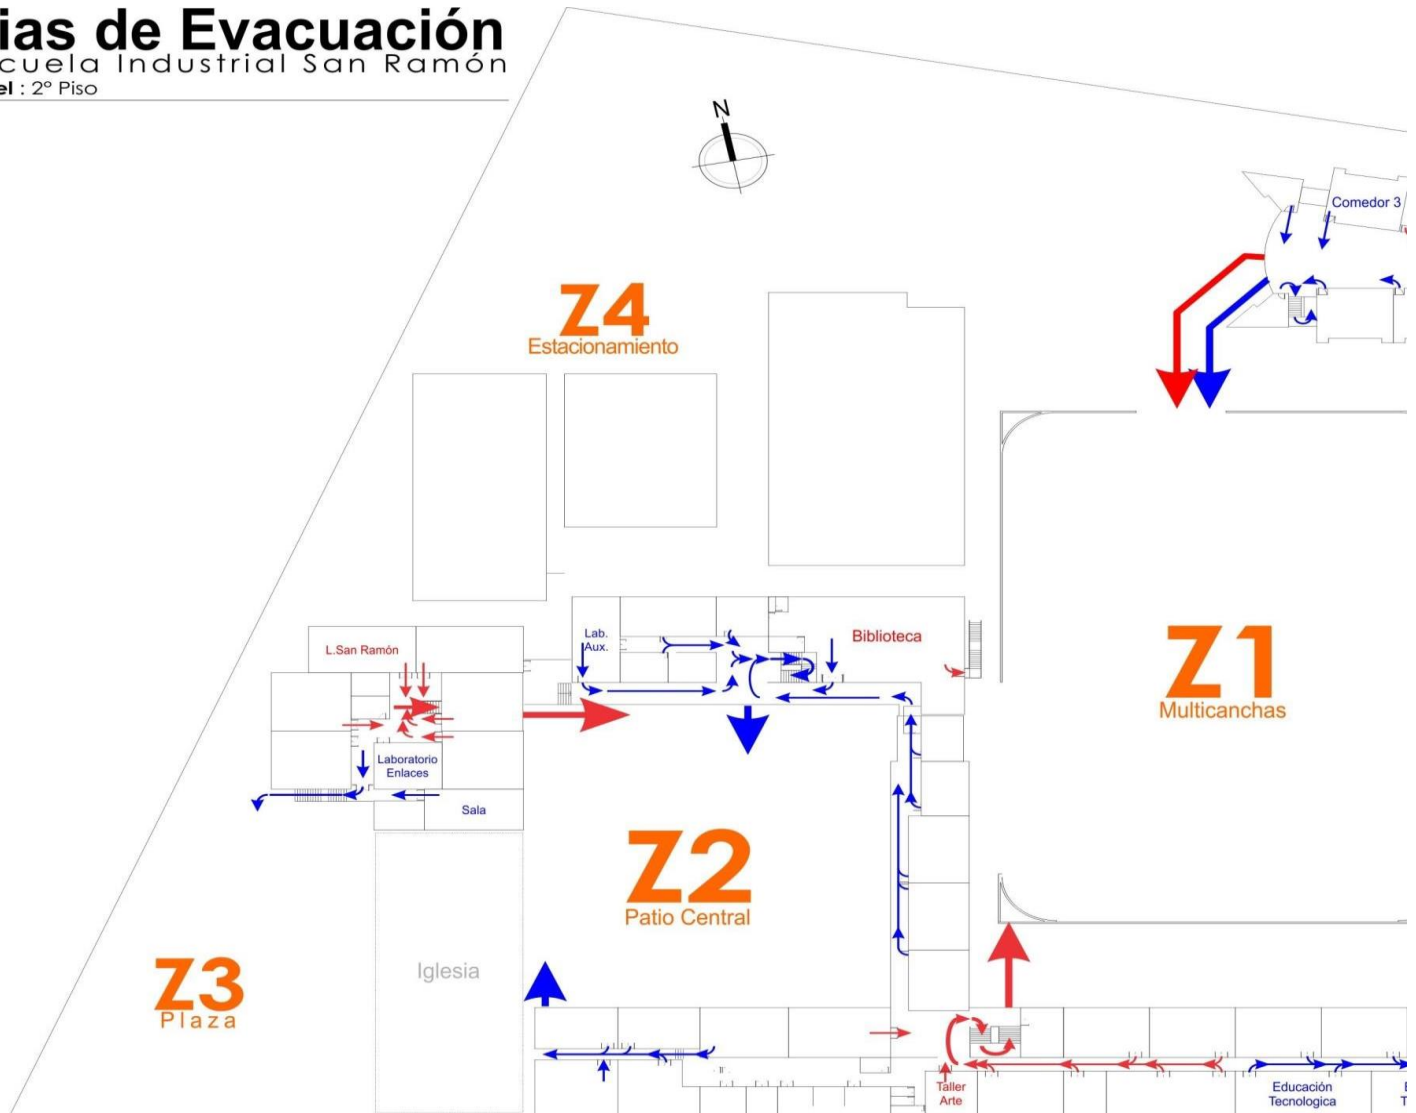 ias de Evacuación
cuela Industrial San Ramón
el : 2º Piso
N
Comedor 3
Z4
Estacionamiento
Lab.
Aux.
Biblioteca
L.San Ramón
Z1
Multicanchas
Laboratorio
Enlaces
Sala
Z2
Patio Central
Iglesia
Z3
Plaza
Taller
Arte
Educación
Tecnologica
E
T